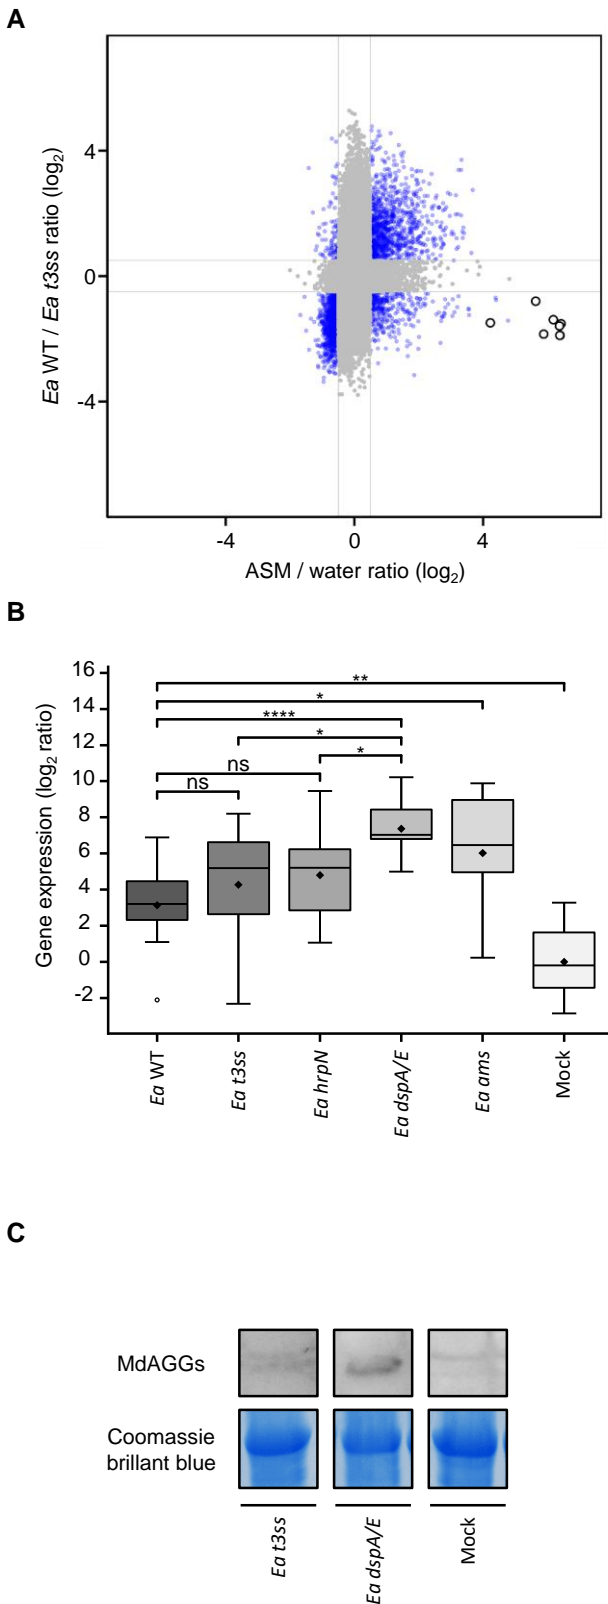 A
Ea WT / Ea t3ss ratio (log2)
4
0
-4
-4
0
4
ASM / water ratio (log2)
B
Gene expression (log2 ratio)
16
14
12
10
8
6
4
2
0
-2
**
*
****
*
*
ns
ns
Ea WT
Ea t3ss
Ea hrpN
Ea dspA/E
Ea ams
Mock
C
MdAGGs
Coomassie
brillant blue
Ea t3ss
Ea dspA/E
Mock